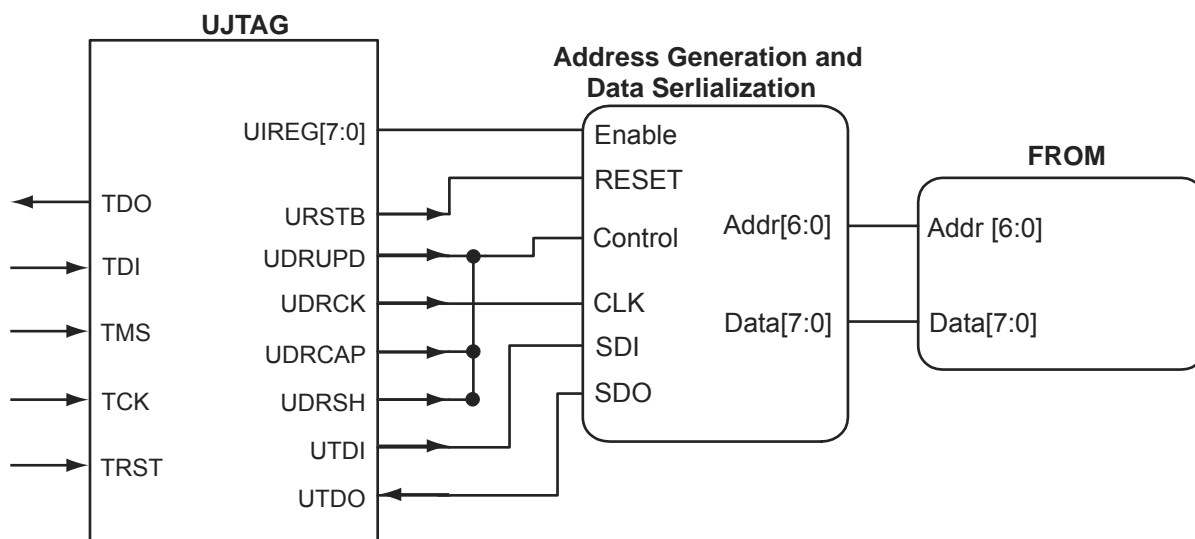 UJTAG
TDO
TDI
TMS
TCK
TRST
UIREG[7:0]
URSTB
UDRUPD
UDRCK
UDRCAP
UDRSH
UTDI
UTDO
Address Generation and
Data Serlialization
Enable
RESET
Control
CLK
SDI
SDO
Addr[6:0]
Data[7:0]
FROM
Addr [6:0]
Data[7:0]